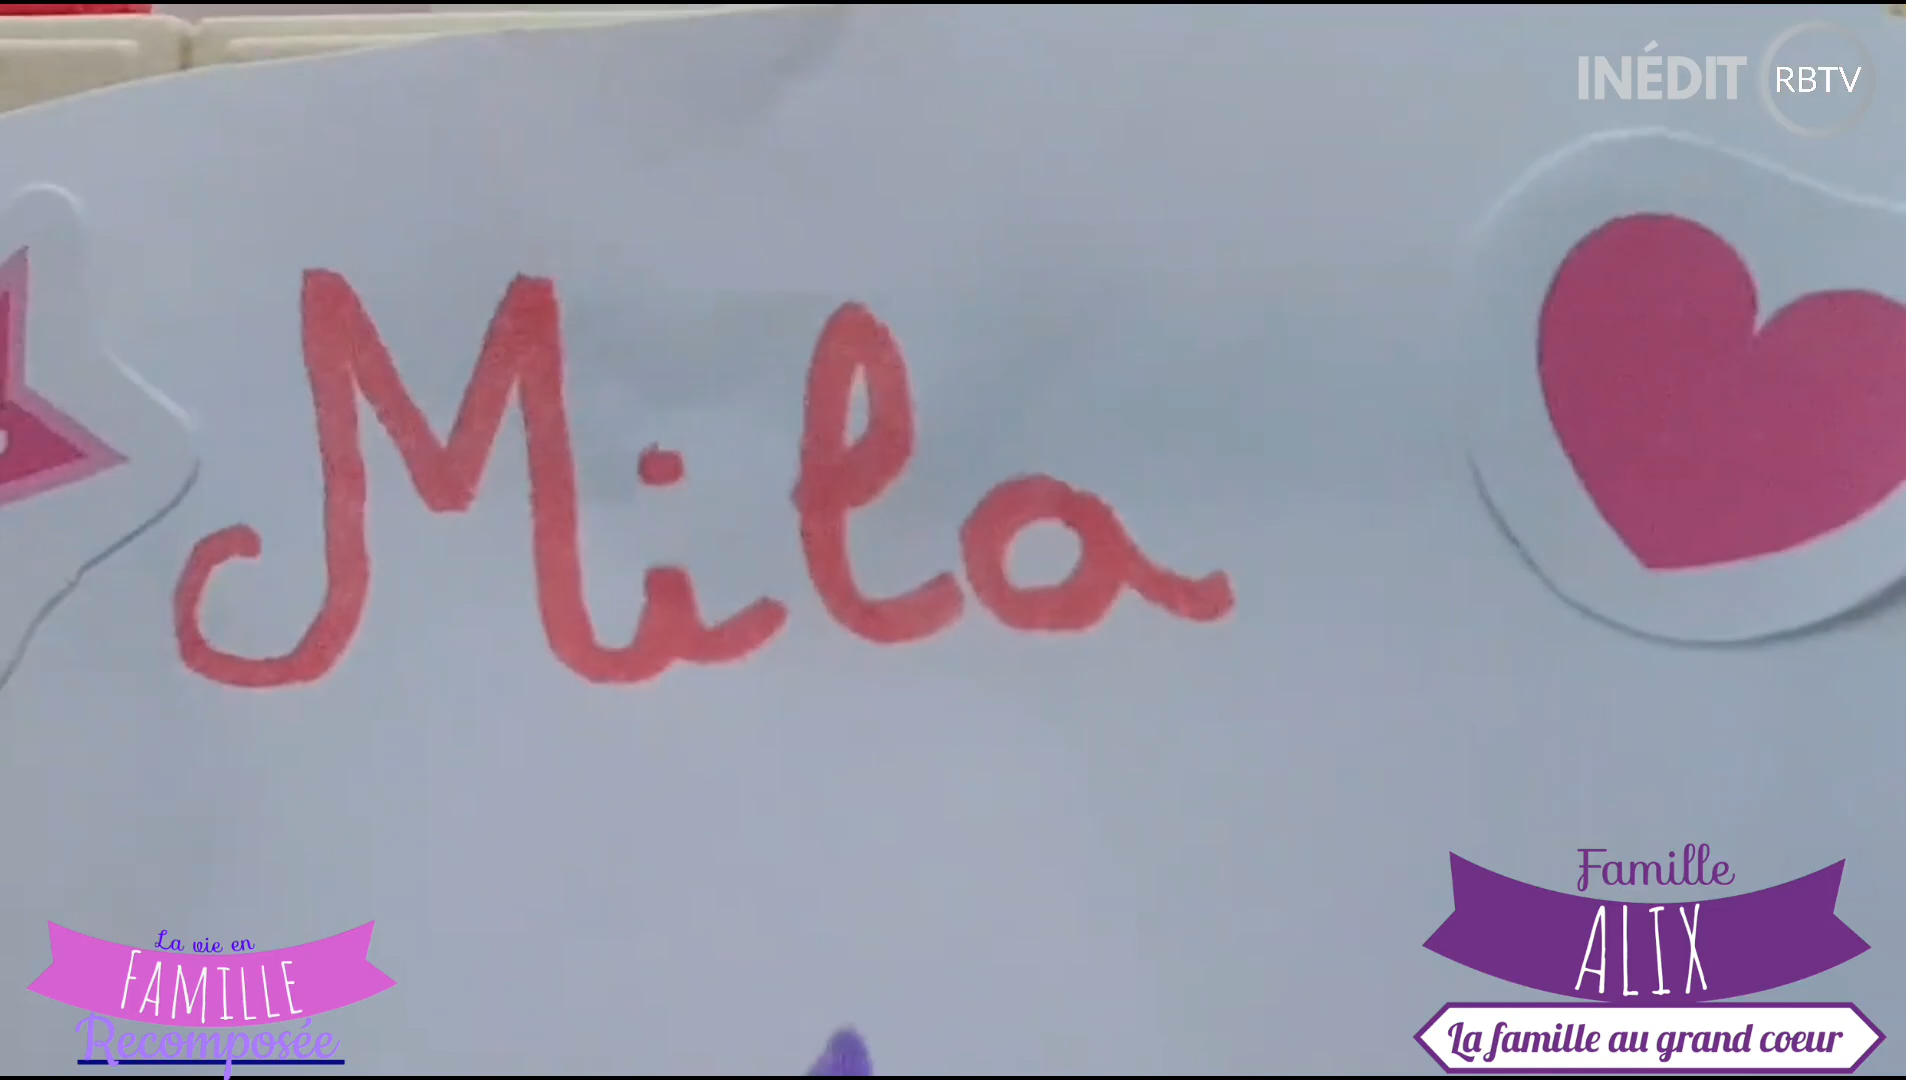 INÉDIT RBTV
Mila
La vie en
FAMILLE
Recomposée
Famille
ALIX
La famille au grand coeur